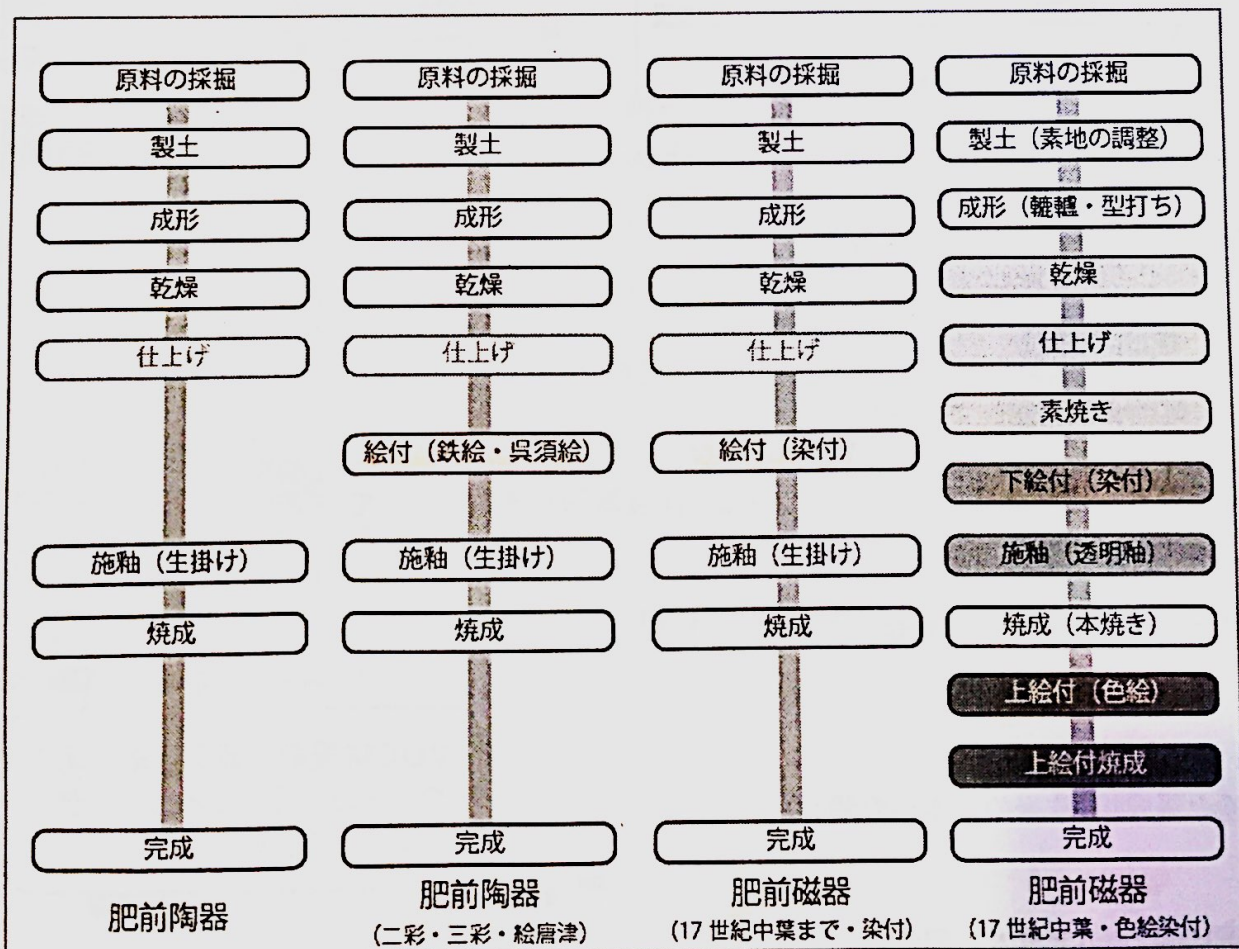 原料の採掘
製土
成形
乾燥
仕上げ
施釉（生掛け）
焼成
完成
肥前陶器
原料の採掘
製土
成形
乾燥
仕上げ
絵付（鉄絵・呉須絵）
施釉（生掛け）
焼成
完成
肥前陶器
（二彩・三彩・絵唐津）
原料の採掘
製土
成形
乾燥
仕上げ
絵付（染付）
施釉（生掛け）
焼成
完成
肥前磁器
（17 世紀中葉まで・染付）
原料の採掘
製土（素地の調整）
成形（轆轤・型打ち）
乾燥
仕上げ
素焼き
下絵付（染付）
施釉（透明釉）
焼成（本焼き）
上絵付（色絵）
上絵付焼成
完成
肥前磁器
（17 世紀中葉・色絵染付）